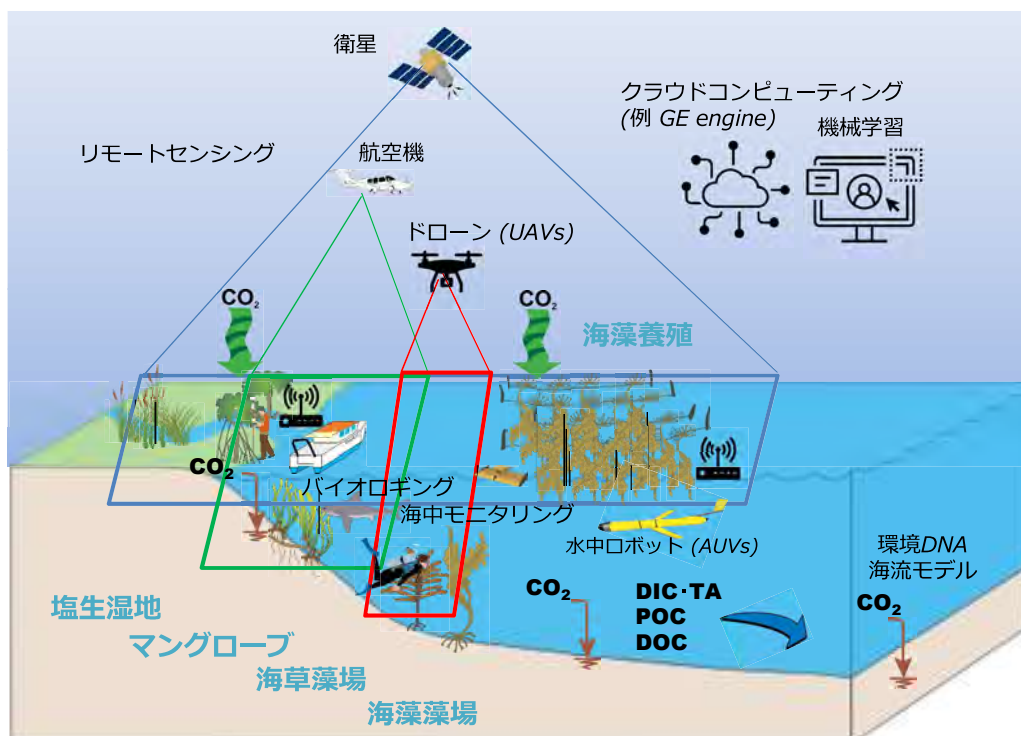 衛星
クラウドコンピューティング
(例 GE engine)
機械学習
リモートセンシング
航空機
ドローン (UAVs)
CO₂
CO₂
海藻養殖
CO₂
バイオロギング
海中モニタリング
水中ロボット (AUVs)
環境DNA
海流モデル
CO₂
DIC･TA
POC
DOC
CO₂
塩生湿地
マングローブ
海草藻場
海藻藻場